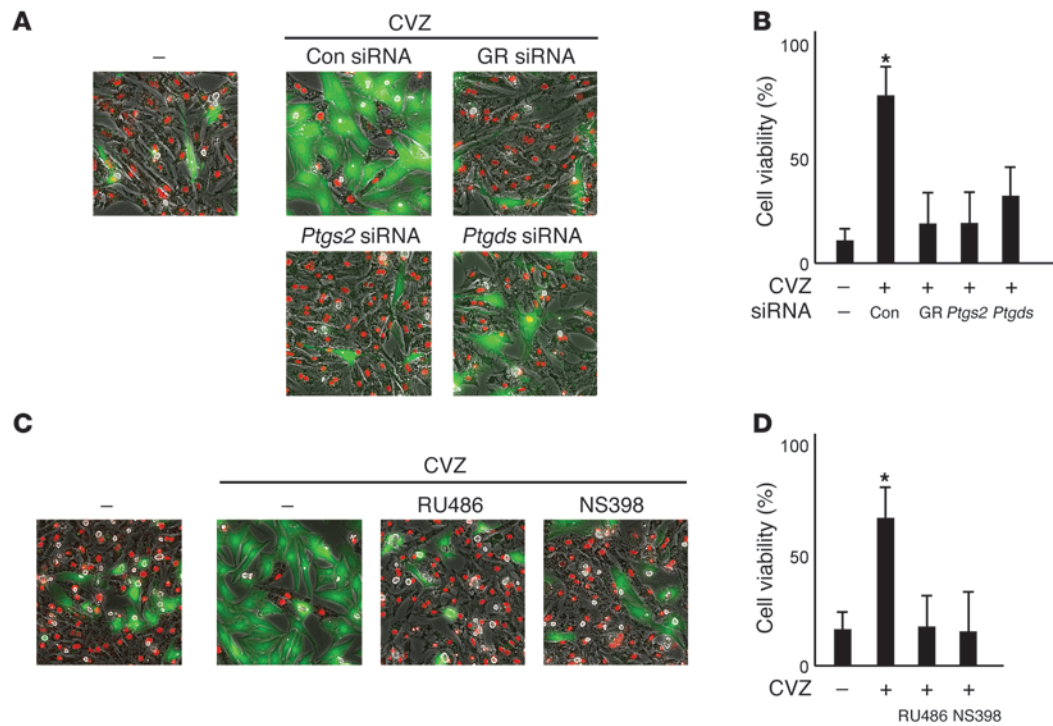 A
CVZ
– Con siRNA GR siRNA
Ptgs2 siRNA Ptgds siRNA
B
100
50
0
Cell viability (%)
*
CVZ – + + + +
siRNA – Con GR Ptgs2 Ptgds
C
CVZ
– – RU486 NS398
D
100
50
0
Cell viability (%)
*
CVZ – + + +
RU486 NS398